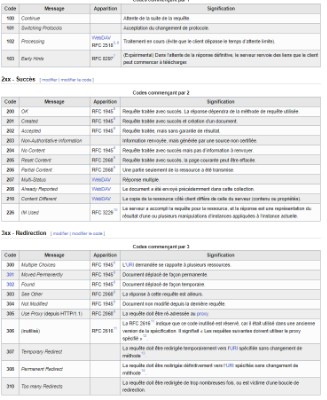 Codes commençant par 1
Code Message Apparition Signification
100 Continue Attente de la suite de la requête.
101 Switching Protocols Acceptation du changement de protocole.
102 Processing WebDAV RFC 2518 Traitement en cours (évite que le client dépasse le temps d'attente limite).
103 Early Hints RFC 8297 (Expérimental) Dans l'attente de la réponse définitive, le serveur renvoie des liens que le client
peut commencer à télécharger.
2xx - Succès [modifier | modifier le code]
Codes commençant par 2
Code Message Apparition Signification
200 OK RFC 1945 Requête traitée avec succès. La réponse dépendra de la méthode de requête utilisée.
201 Created RFC 1945 Requête traitée avec succès et création d'un document.
202 Accepted RFC 1945 Requête traitée, mais sans garantie de résultat.
203 Non-Authoritative Information Information renvoyée, mais générée par une source non certifiée.
204 No Content RFC 1945 Requête traitée avec succès mais pas d'information à renvoyer.
205 Reset Content RFC 2068 Requête traitée avec succès, la page courante peut être effacée.
206 Partial Content RFC 2068 Une partie seulement de la ressource a été transmise.
207 Multi-Status WebDAV Réponse multiple.
208 Already Reported WebDAV Le document a été envoyé précédemment dans cette collection.
210 Content Different WebDAV La copie de la ressource côté client diffère de celle du serveur (contenu ou propriétés).
226 IM Used RFC 3229 Le serveur a accompli la requête pour la ressource, et la réponse est une représentation du
résultat d'une ou plusieurs manipulations d'instances appliquées à l'instance actuelle.
3xx - Redirection [modifier | modifier le code]
Codes commençant par 3
Code Message Apparition Signification
300 Multiple Choices RFC 1945 L'URI demandée se rapporte à plusieurs ressources.
301 Moved Permanently RFC 1945 Document déplacé de façon permanente.
302 Found RFC 1945 Document déplacé de façon temporaire.
303 See Other RFC 2068 La réponse à cette requête est ailleurs.
304 Not Modified RFC 1945 Document non modifié depuis la dernière requête.
305 Use Proxy (depuis HTTP/1.1) RFC 2068 La requête doit être ré-adressée au proxy.
306 (inutilisé) RFC 2616 La RFC 2616 indique que ce code inutilisé est réservé, car il était utilisé dans une ancienne
version de la spécification. Il signifiait « Les requêtes suivantes doivent utiliser le proxy
spécifié ».
307 Temporary Redirect La requête doit être redirigée temporairement vers l'URI spécifiée sans changement de
méthode
308 Permanent Redirect La requête doit être redirigée définitivement vers l'URI spécifiée sans changement de
méthode
310 Too many Redirects La requête doit être redirigée de trop nombreuses fois, ou est victime d'une boucle de
redirection.